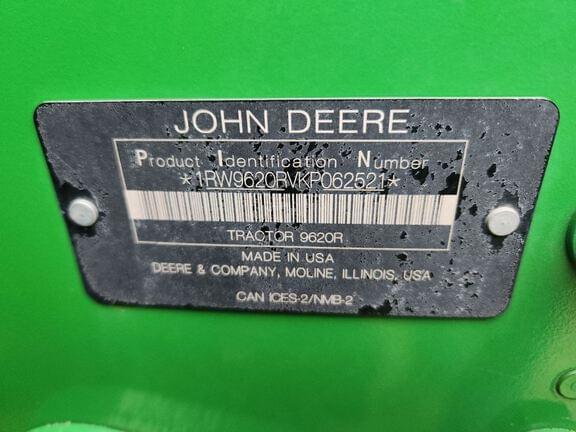 JOHN DEERE
Product Identification Number
*1RW9620RVKP062521*
TRACTOR 9620R
MADE IN USA
DEERE & COMPANY, MOLINE, ILLINOIS, USA
CAN ICES-2/NMB-2